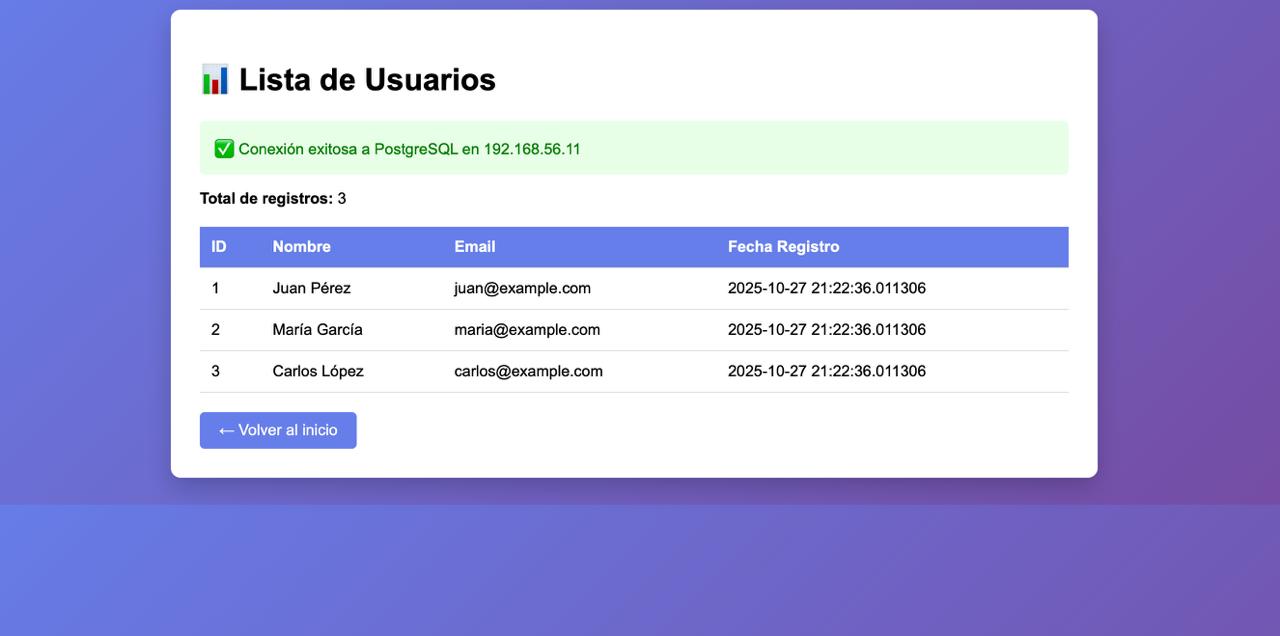 📊 Lista de Usuarios
✅ Conexión exitosa a PostgreSQL en 192.168.56.11
Total de registros: 3
ID Nombre Email Fecha Registro
1 Juan Pérez juan@example.com 2025-10-27 21:22:36.011306
2 María García maria@example.com 2025-10-27 21:22:36.011306
3 Carlos López carlos@example.com 2025-10-27 21:22:36.011306
← Volver al inicio